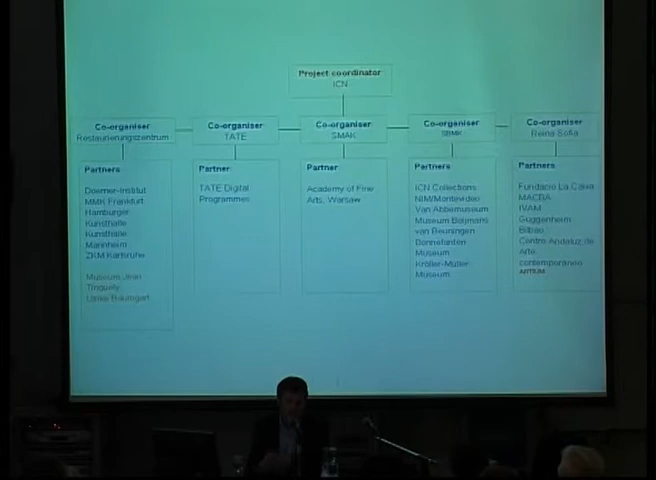 Project coordinator
ICN
Co-organiser
Restaurierungszentrum
Co-organiser
TATE
Co-organiser
SMAK
Co-organiser
SBMK
Co-organiser
Reina Sofia
Partners
Doerner-Institut
MMK Frankfurt
Hamburger
Kunsthalle
Kunsthalle
Mannheim
ZKM Karlsruhe
Museum Jean
Tinguely
Ulrike Baumgart
Partner
TATE Digital
Programmes
Partner
Academy of Fine
Arts, Warsaw
Partners
ICN Collections
NIM/Montevideo
Van Abbemuseum
Museum Boijmans
van Beuningen
Bonnefanten
Museum
Kröller-Müller
Museum
Partners
Fundacio La Caixa
MACBA
IVAM
Guggenheim
Bilbao
Centro Andaluz de
Arte
contemporaneo
ARTIUM